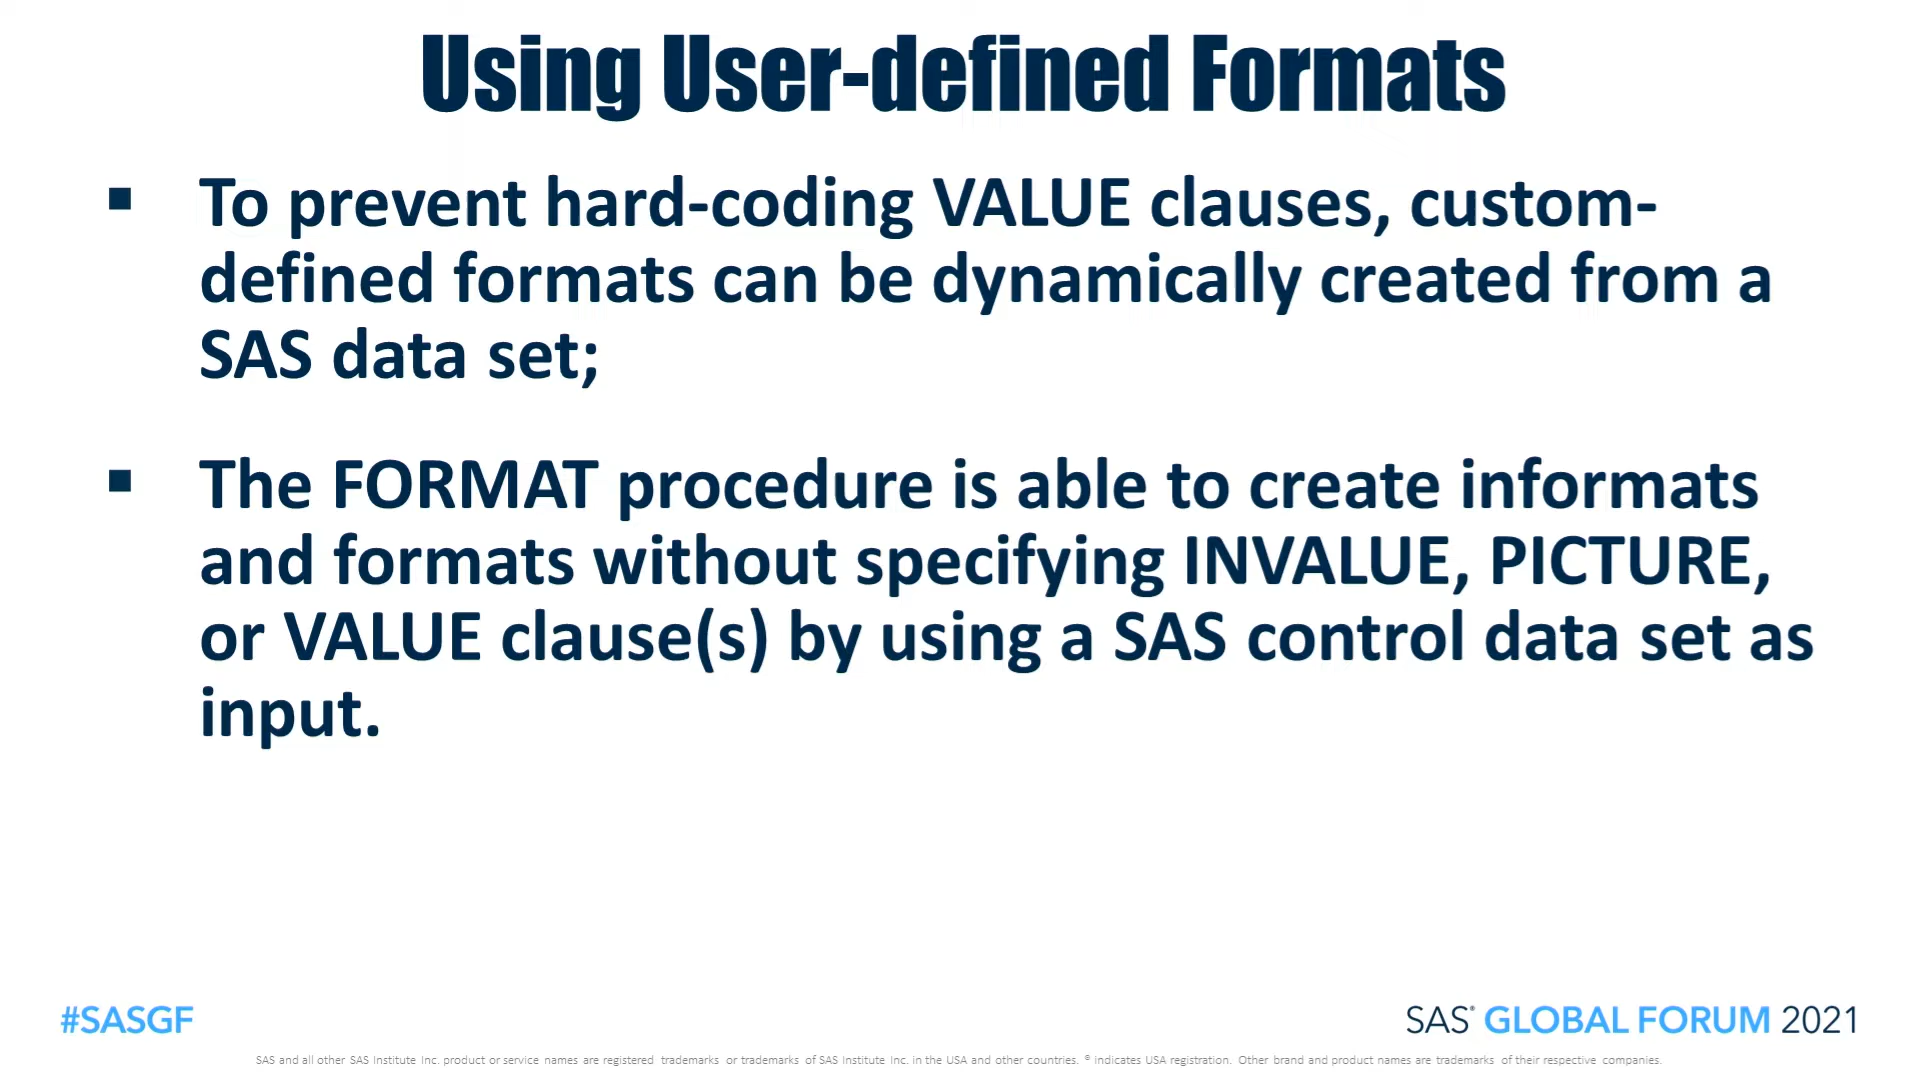 Using User-defined Formats
▪ To prevent hard-coding VALUE clauses, custom-
defined formats can be dynamically created from a
SAS data set;
▪ The FORMAT procedure is able to create informats
and formats without specifying INVALUE, PICTURE,
or VALUE clause(s) by using a SAS control data set as
input.
#SASGF
SAS® GLOBAL FORUM 2021
SAS and all other SAS Institute Inc. product or service names are registered trademarks or trademarks of SAS Institute Inc. in the USA and other countries. ® indicates USA registration. Other brand and product names are trademarks of their respective companies.